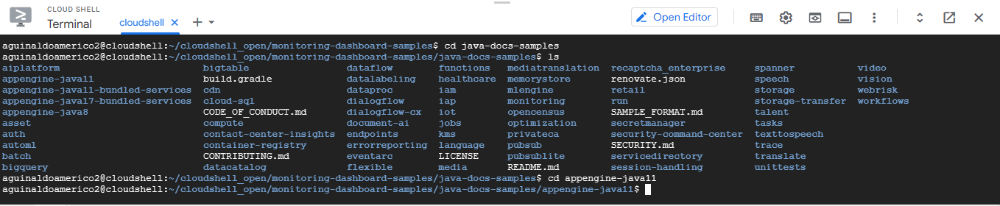 CLOUD SHELL
Terminal
cloudshell
Open Editor
aguinaldoamerico2@cloudshell:~/cloudshell_open/monitoring-dashboard-samples$ cd java-docs-samples
aguinaldoamerico2@cloudshell:~/cloudshell_open/monitoring-dashboard-samples/java-docs-samples$ ls
aiplatform bigtable dataflow functions mediatranslation recaptcha_enterprise spanner video
appengine-java11 build.gradle datalabeling healthcare memorystore renovate.json speech vision
appengine-java11-bundled-services cdn dataproc iam mlengine retail storage webrisk
appengine-java17-bundled-services cloud-sql dialogflow iap monitoring run storage-transfer workflows
appengine-java8 CODE_OF_CONDUCT.md dialogflow-cx iot opencensus SAMPLE_FORMAT.md talent
asset compute document-ai jobs optimization secretmanager tasks
auth contact-center-insights endpoints kms privateca security-command-center texttospeech
automl container-registry errorreporting language pubsub SECURITY.md trace
batch CONTRIBUTING.md eventarc LICENSE pubsublite servicedirectory translate
bigquery datacatalog flexible media README.md session-handling unittests
aguinaldoamerico2@cloudshell:~/cloudshell_open/monitoring-dashboard-samples/java-docs-samples$ cd appengine-java11
aguinaldoamerico2@cloudshell:~/cloudshell_open/monitoring-dashboard-samples/java-docs-samples/appengine-java11$